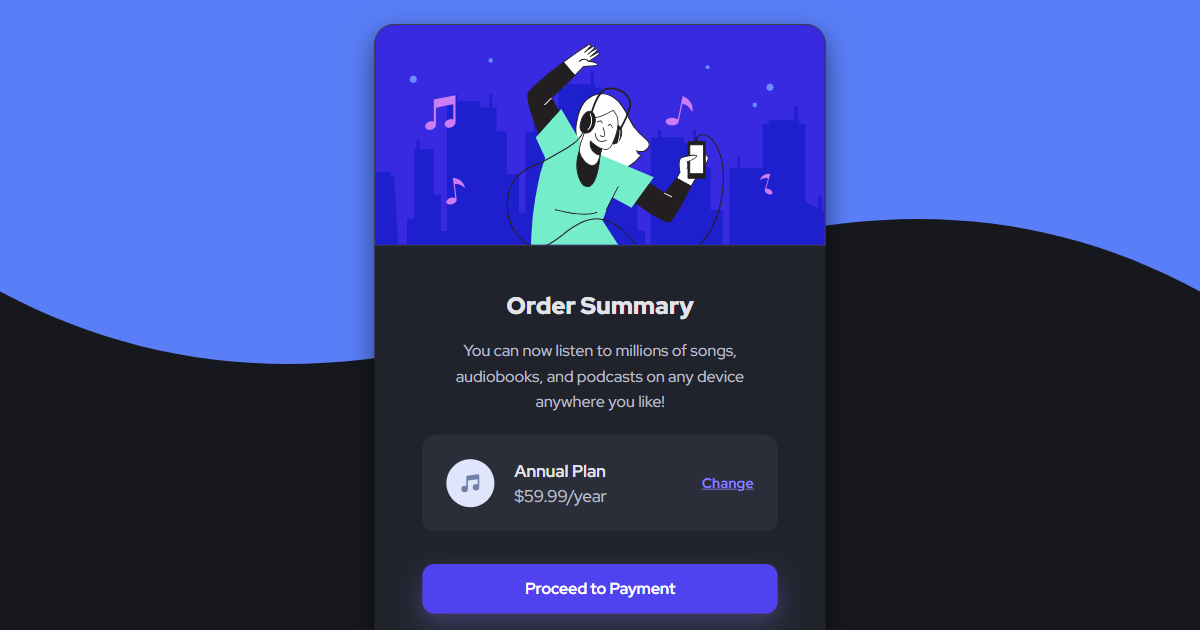 Order Summary
You can now listen to millions of songs,
audiobooks, and podcasts on any device
anywhere you like!
Annual Plan
$59.99/year
Change
Proceed to Payment